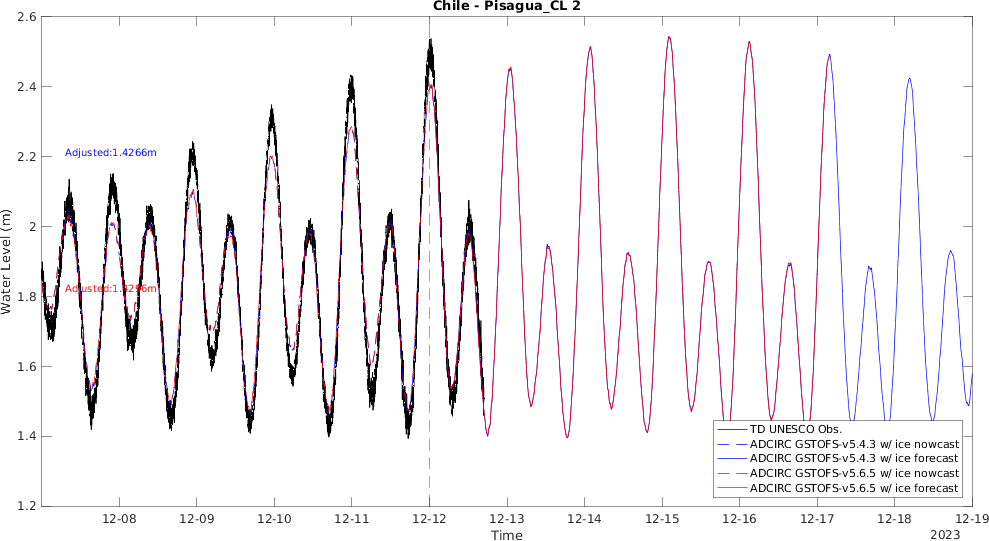 Chile - Pisagua_CL 2
2.6
2.4
2.2
2
1.8
1.6
1.4
1.2
Water Level (m)
Adjusted:1.4266m
Adjusted:1.4296m
TD UNESCO Obs.
ADCIRC GSTOFS-v5.4.3 w/ ice nowcast
ADCIRC GSTOFS-v5.4.3 w/ ice forecast
ADCIRC GSTOFS-v5.6.5 w/ ice nowcast
ADCIRC GSTOFS-v5.6.5 w/ ice forecast
12-08 12-09 12-10 12-11 12-12 12-13 12-14 12-15 12-16 12-17 12-18 12-19
Time
2023